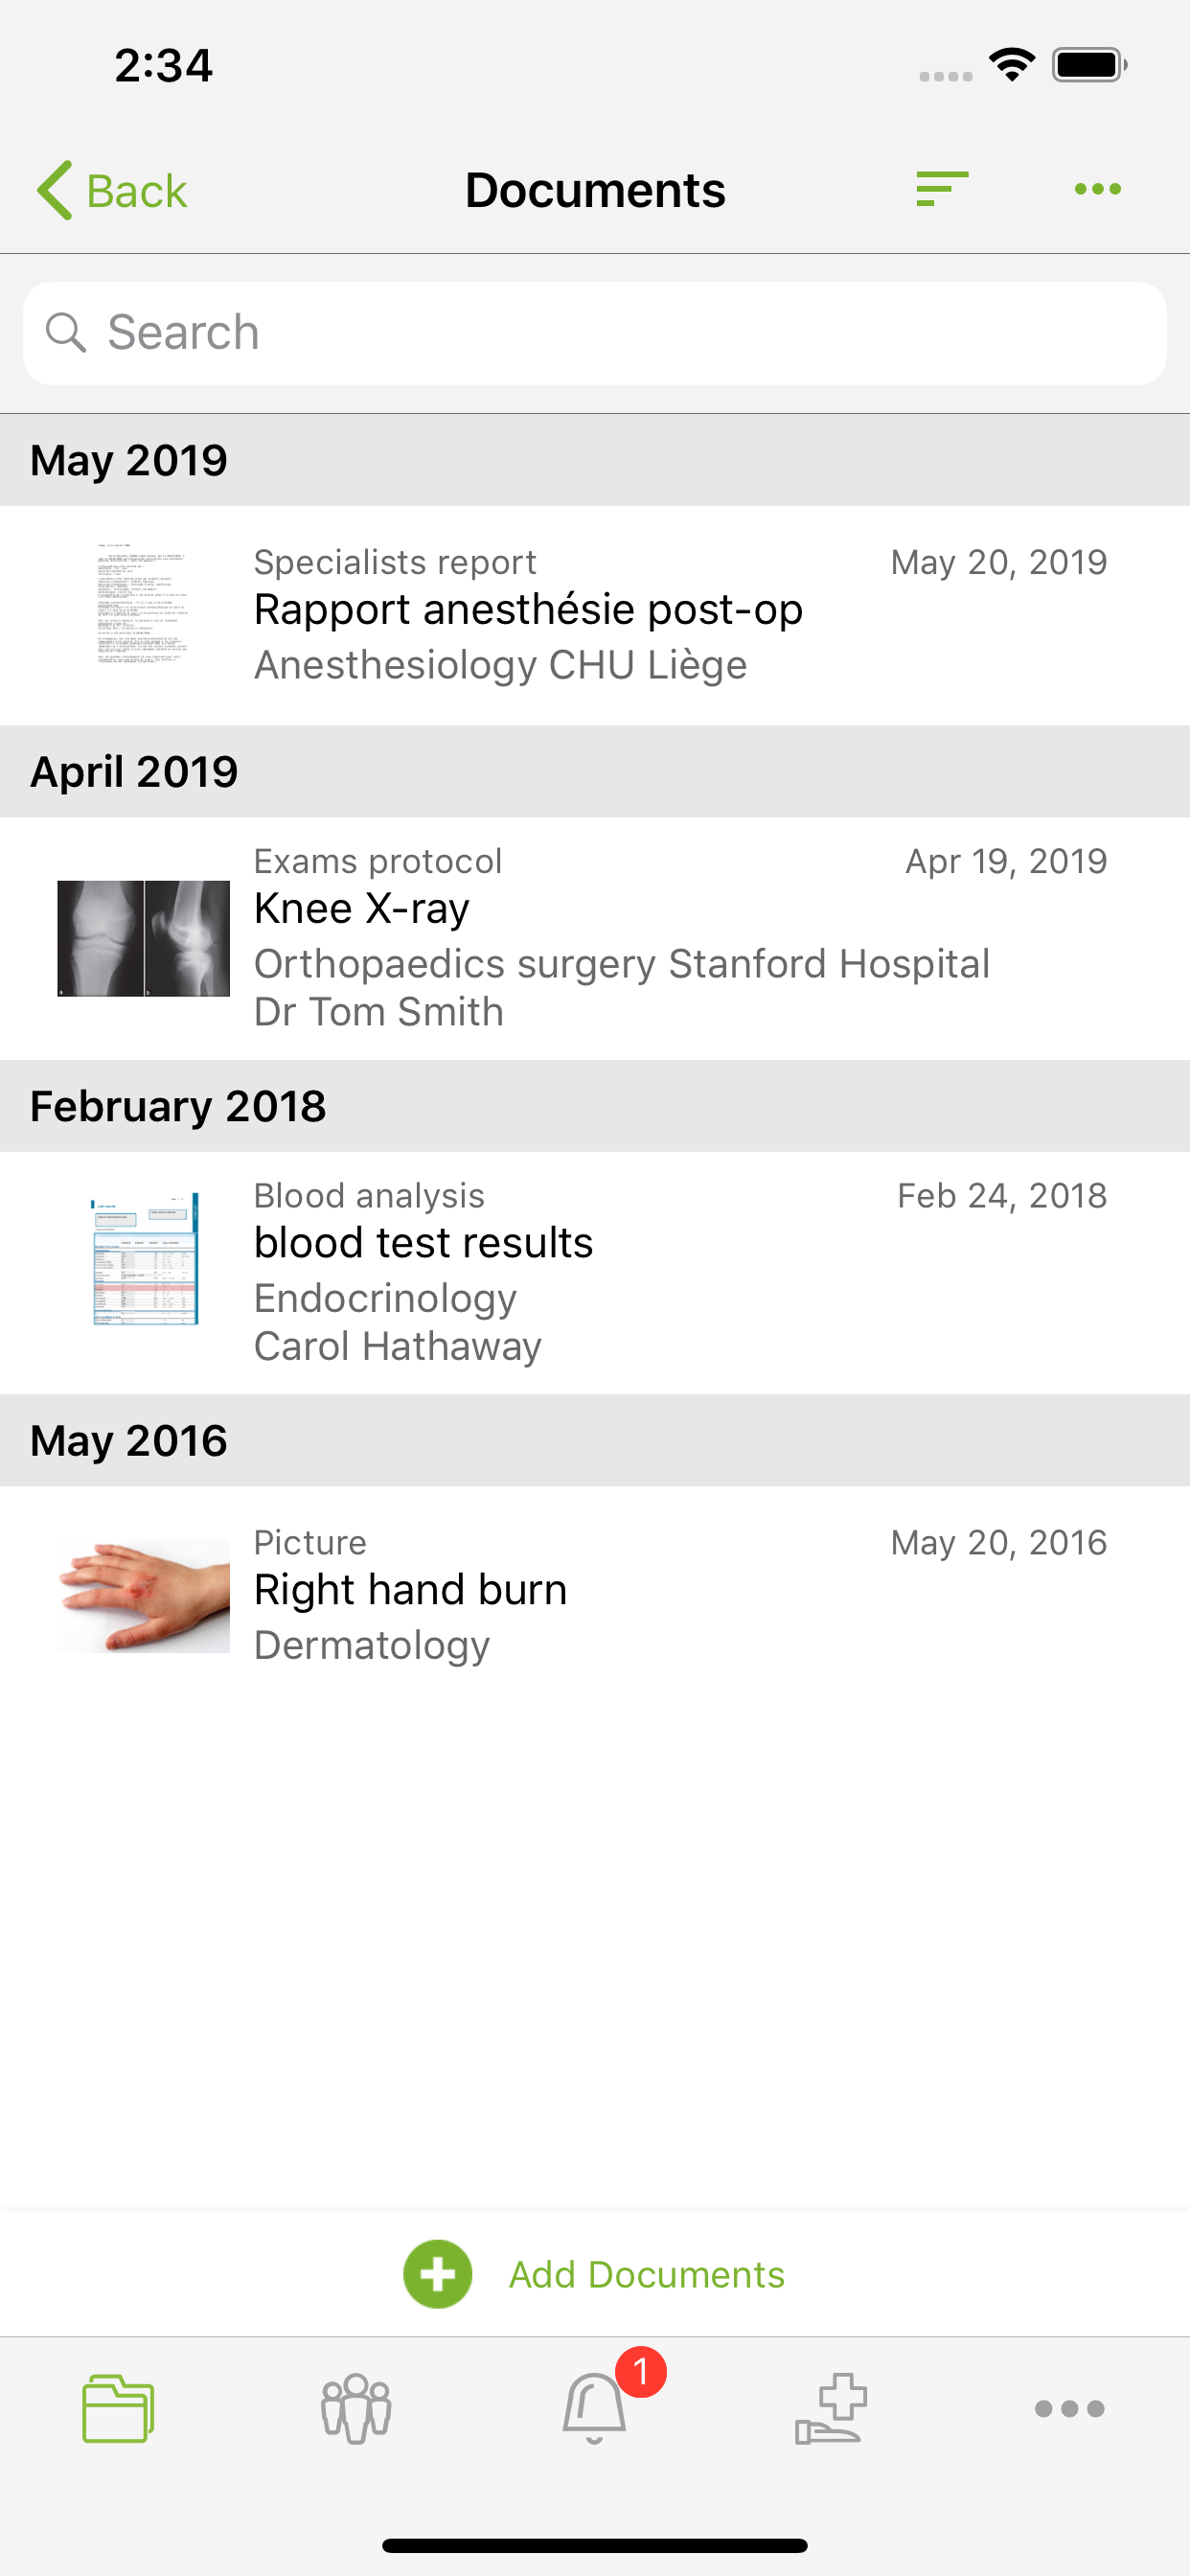 2:34
Back
Documents
Search
May 2019
Specialists report
May 20, 2019
Rapport anesthésie post-op
Anesthesiology CHU Liège
April 2019
Exams protocol
Apr 19, 2019
Knee X-ray
Orthopaedics surgery Stanford Hospital
Dr Tom Smith
February 2018
Blood analysis
Feb 24, 2018
blood test results
Endocrinology
Carol Hathaway
May 2016
Picture
May 20, 2016
Right hand burn
Dermatology
Add Documents
1